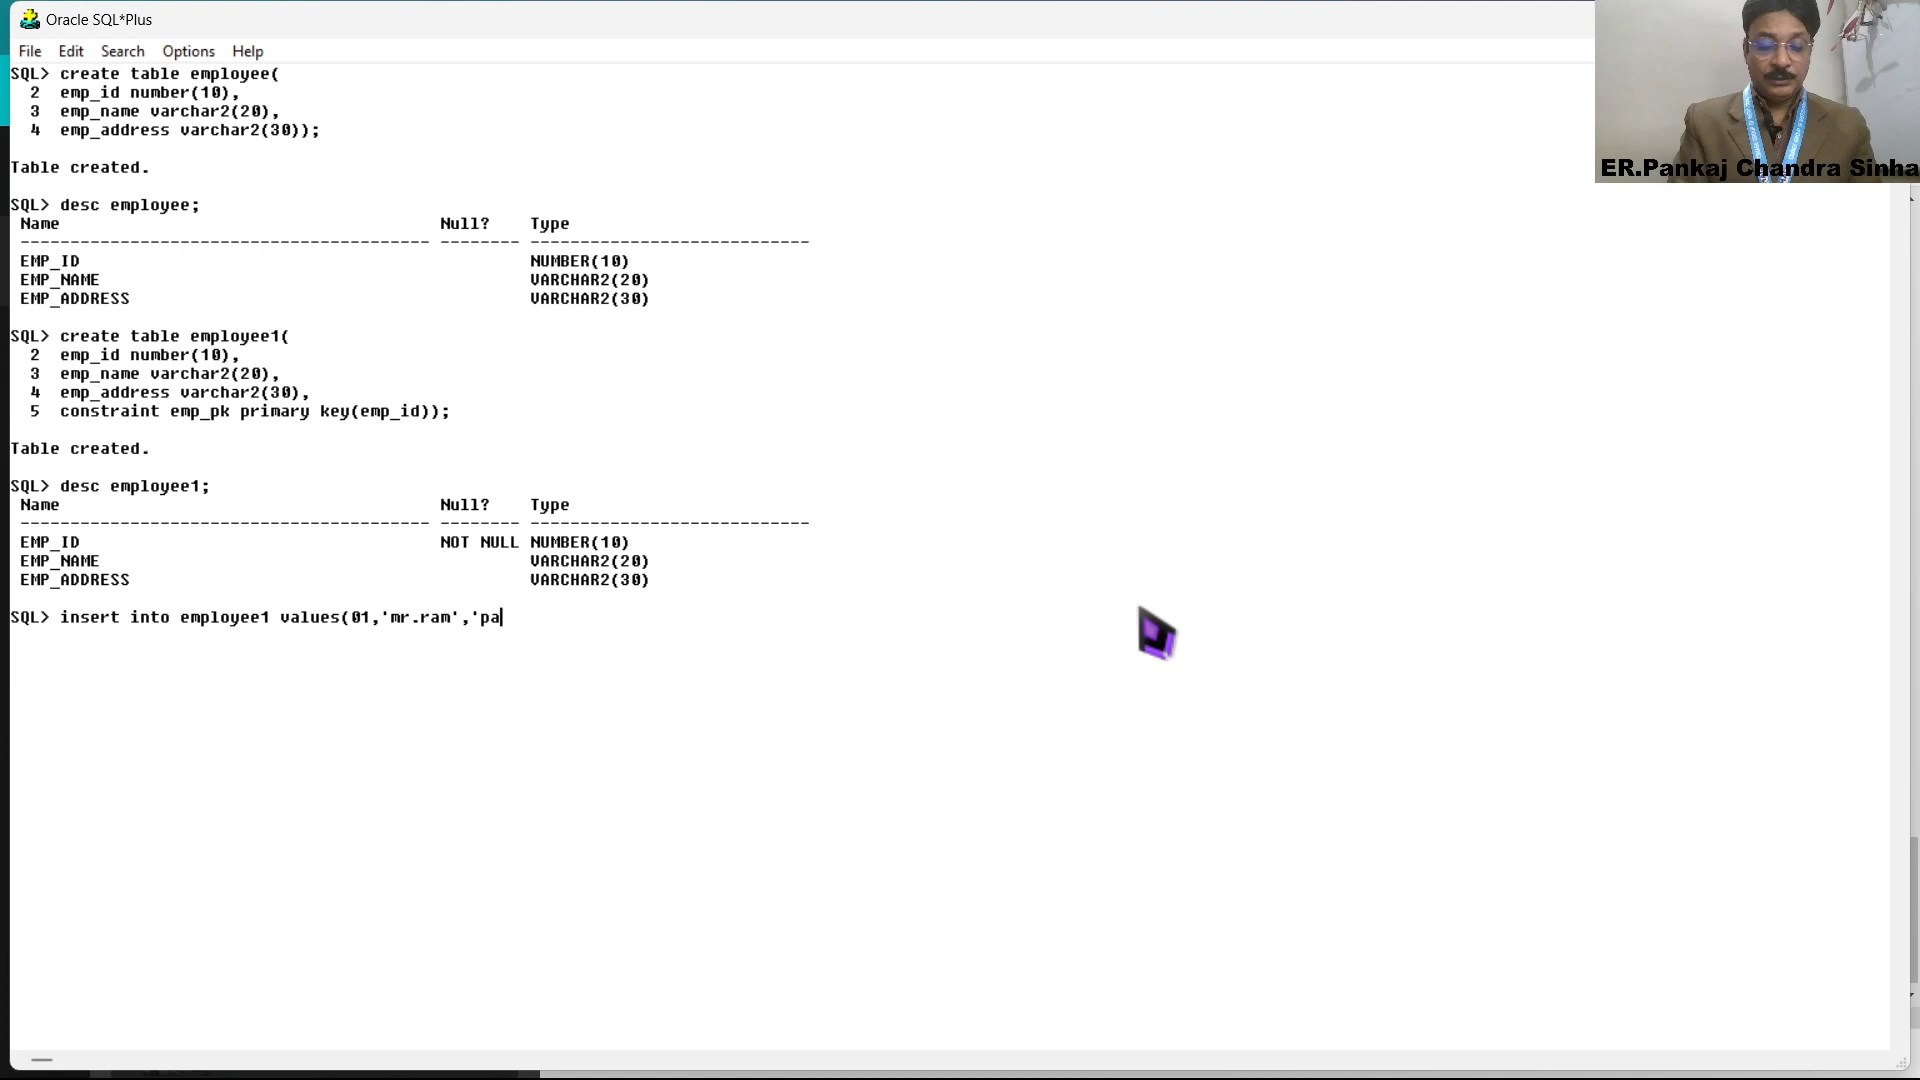 Oracle SQL*Plus
File Edit Search Options Help
SQL> create table employee(
2 emp_id number(10),
3 emp_name varchar2(20),
4 emp_address varchar2(30));
Table created.
SQL> desc employee;
Name Null? Type
----------------------------------------- -------- ----------------------------
EMP_ID NUMBER(10)
EMP_NAME VARCHAR2(20)
EMP_ADDRESS VARCHAR2(30)
SQL> create table employee1(
2 emp_id number(10),
3 emp_name varchar2(20),
4 emp_address varchar2(30),
5 constraint emp_pk primary key(emp_id));
Table created.
SQL> desc employee1;
Name Null? Type
----------------------------------------- -------- ----------------------------
EMP_ID NOT NULL NUMBER(10)
EMP_NAME VARCHAR2(20)
EMP_ADDRESS VARCHAR2(30)
SQL> insert into employee1 values(01,'mr.ram','pa
ER.Pankaj Chandra Sinha